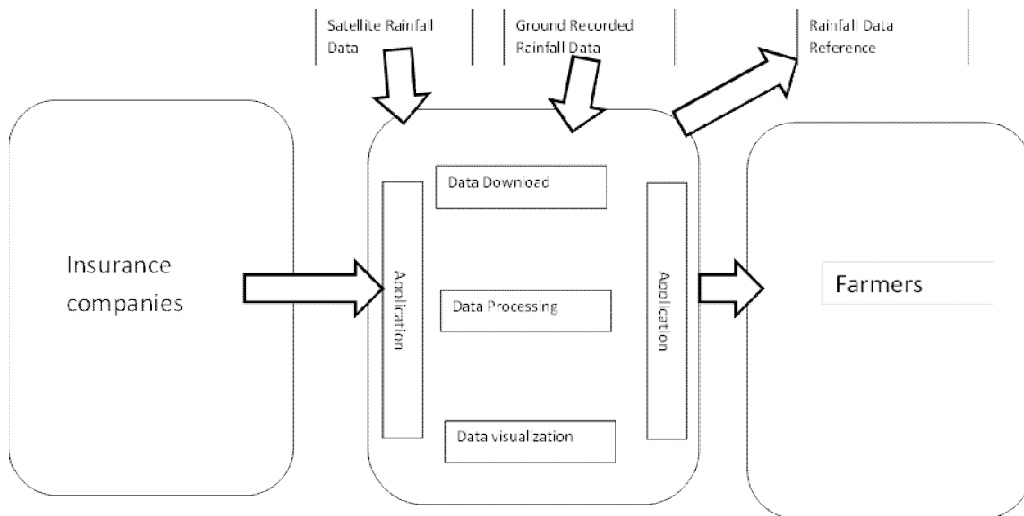 Satellite Rainfall
Data
Ground Recorded
Rainfall Data
Rainfall Data
Reference
Insurance
companies
Application
Data Download
Data Processing
Data visualization
Application
Farmers